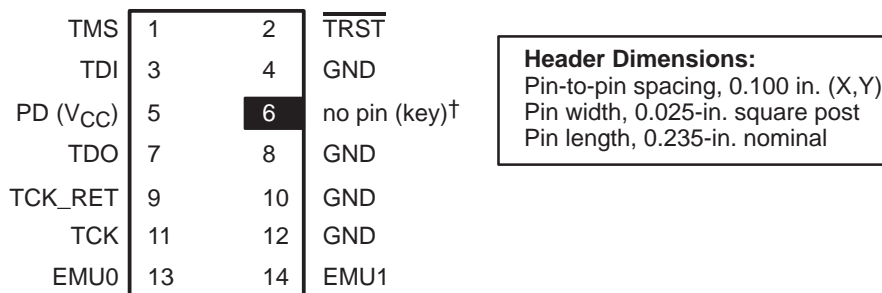 TMS 1 2 TRST
TDI 3 4 GND
PD (VCC) 5 6 no pin (key)†
TDO 7 8 GND
TCK_RET 9 10 GND
TCK 11 12 GND
EMU0 13 14 EMU1
Header Dimensions:
Pin-to-pin spacing, 0.100 in. (X,Y)
Pin width, 0.025-in. square post
Pin length, 0.235-in. nominal